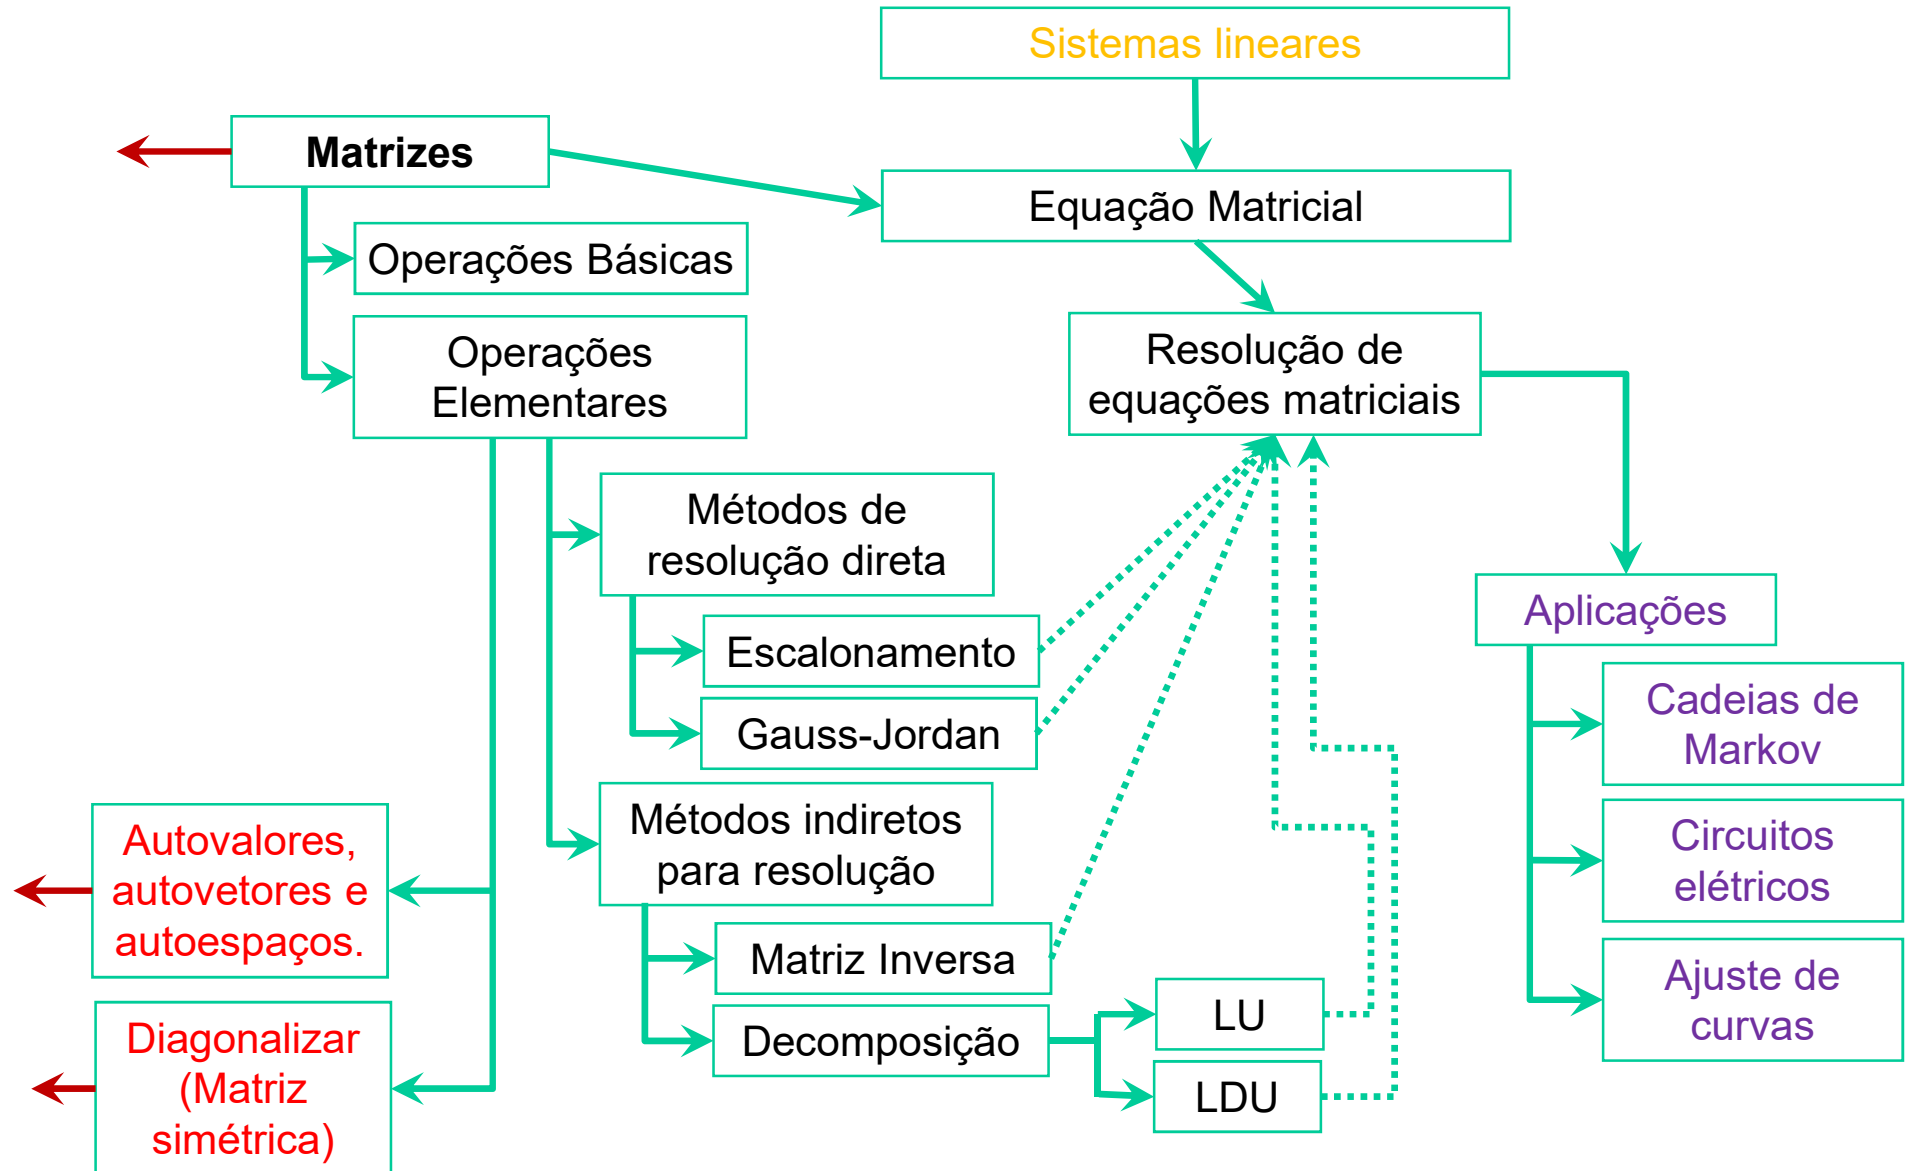 Sistemas lineares
Matrizes
Equação Matricial
Operações Básicas
Operações
Elementares
Resolução de
equações matriciais
Métodos de
resolução direta
Escalonamento
Gauss-Jordan
Métodos indiretos
para resolução
Matriz Inversa
Decomposição
LU
LDU
Autovalores,
autovetores e
autoespaços.
Diagonalizar
(Matriz
simétrica)
Aplicações
Cadeias de
Markov
Circuitos
elétricos
Ajuste de
curvas